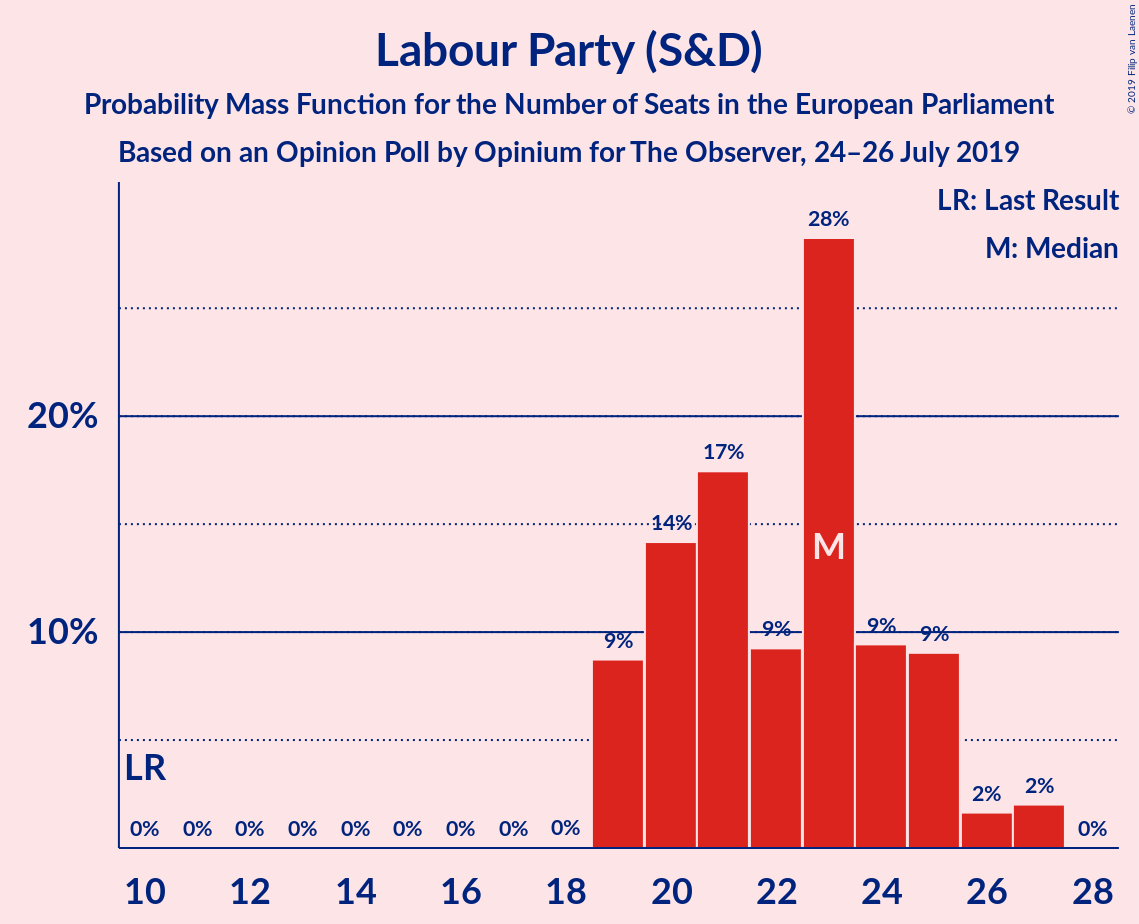 © 2019 Filip van Laenen
Labour Party (S&D)
Probability Mass Function for the Number of Seats in the European Parliament
Based on an Opinion Poll by Opinium for The Observer, 24–26 July 2019
LR: Last Result
M: Median
28%
20%
17%
14%
M
10%
9%
9%
9%
9%
LR
2%
2%
0% 0% 0% 0% 0% 0% 0% 0% 0% 0%
10 12 14 16 18 20 22 24 26 28